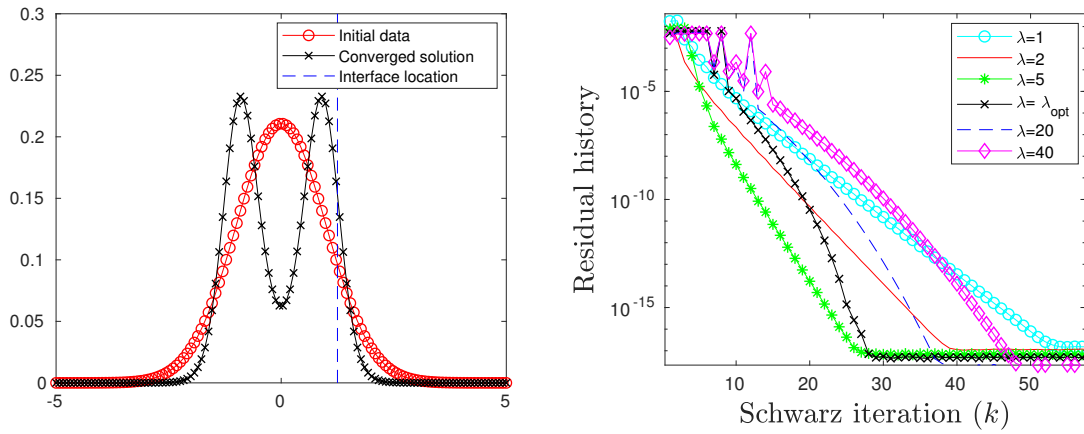 0.3
0.25
0.2
0.15
0.1
0.05
0
-5
0
5
Initial data
Converged solution
Interface location
Residual history
10^-5
10^-10
10^-15
10
20
30
40
50
Schwarz iteration (k)
λ=1
λ=2
λ=5
λ= λ_opt
λ=20
λ=40